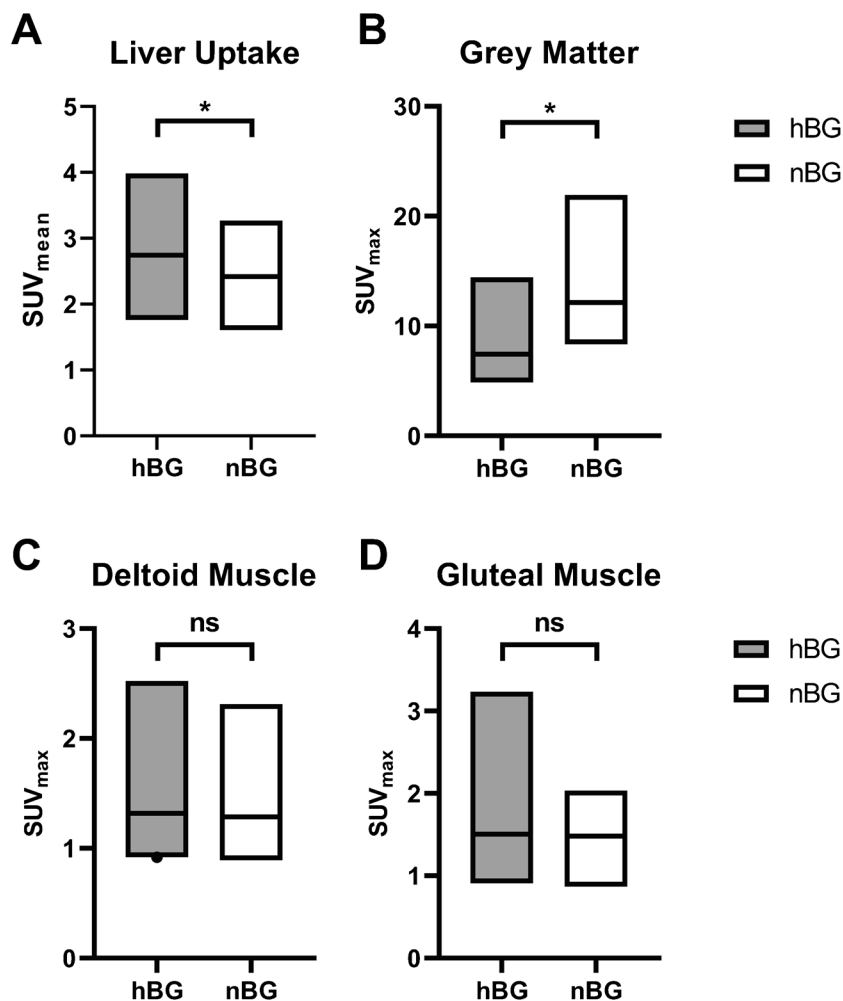 A
Liver Uptake
SUVmean
5
4
3
2
1
0
*
hBG
nBG
B
Grey Matter
SUVmax
30
20
10
0
*
hBG
nBG
hBG
nBG
C
Deltoid Muscle
SUVmax
3
2
1
0
ns
hBG
nBG
D
Gluteal Muscle
SUVmax
4
3
2
1
0
ns
hBG
nBG
hBG
nBG